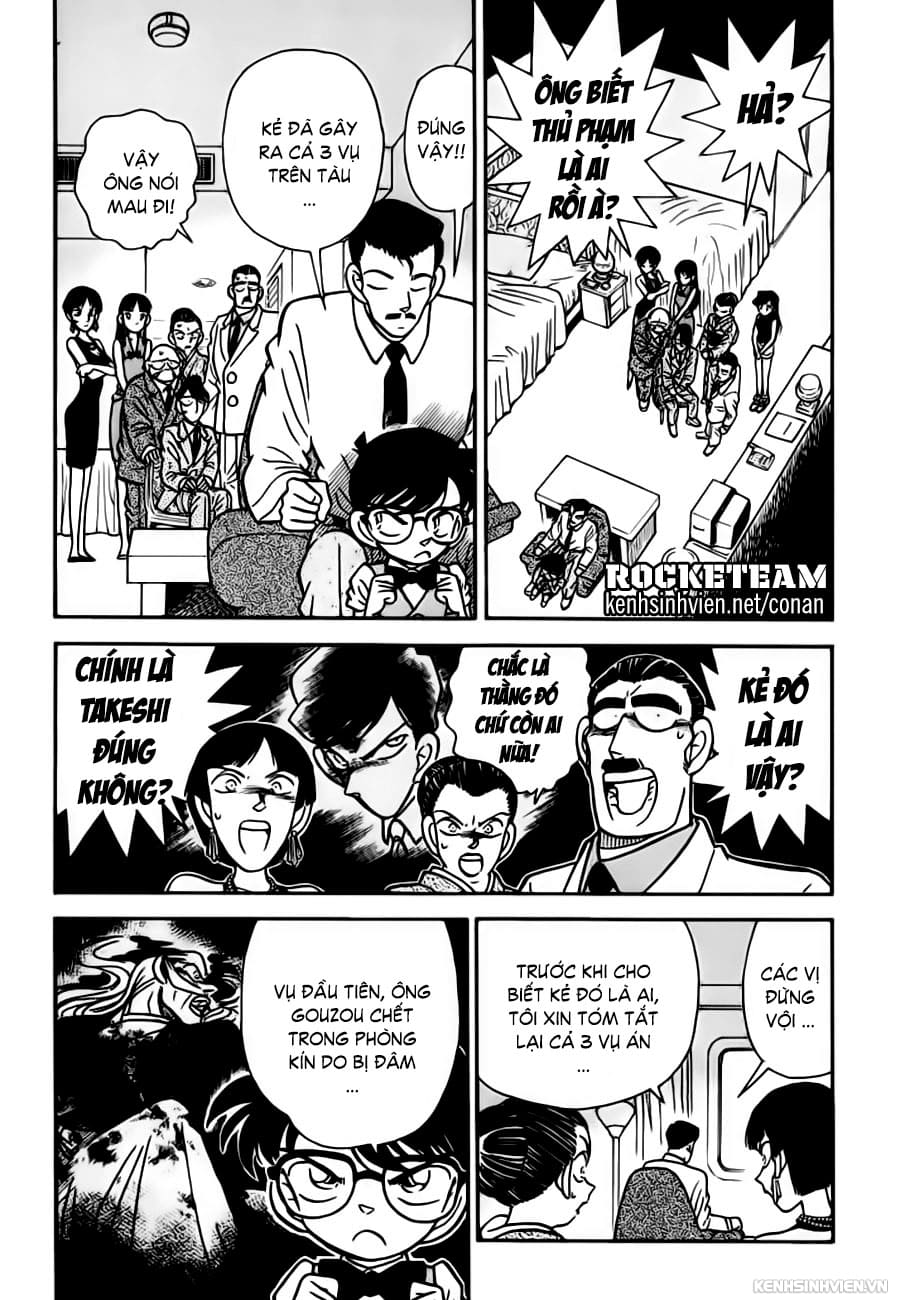 HẢ?
ÔNG BIẾT
THỦ PHẠM
LÀ AI
RỒI À?
ĐÚNG
VẬY!!
KẺ ĐÃ GÂY
RA CẢ 3 VỤ
TRÊN TÀU
...
VẬY
ÔNG NÓI
MAU ĐI!
ROCKETEAM
kenhsinhvien.net/conan
KẺ ĐÓ
LÀ AI
VẬY?
CHẮC LÀ
THẰNG ĐÓ
CHỨ CÒN AI
NỮA!
CHÍNH LÀ
TAKESHI
ĐÚNG
KHÔNG?
CÁC VỊ
ĐỪNG
VỘI ...
TRƯỚC KHI CHO
BIẾT KẺ ĐÓ LÀ AI,
TÔI XIN TÓM TẮT
LẠI CẢ 3 VỤ ÁN
...
VỤ ĐẦU TIÊN, ÔNG
GOUZOU CHẾT
TRONG PHÒNG
KÍN DO BỊ ĐÂM
...
KENHSINHVIEN.VN